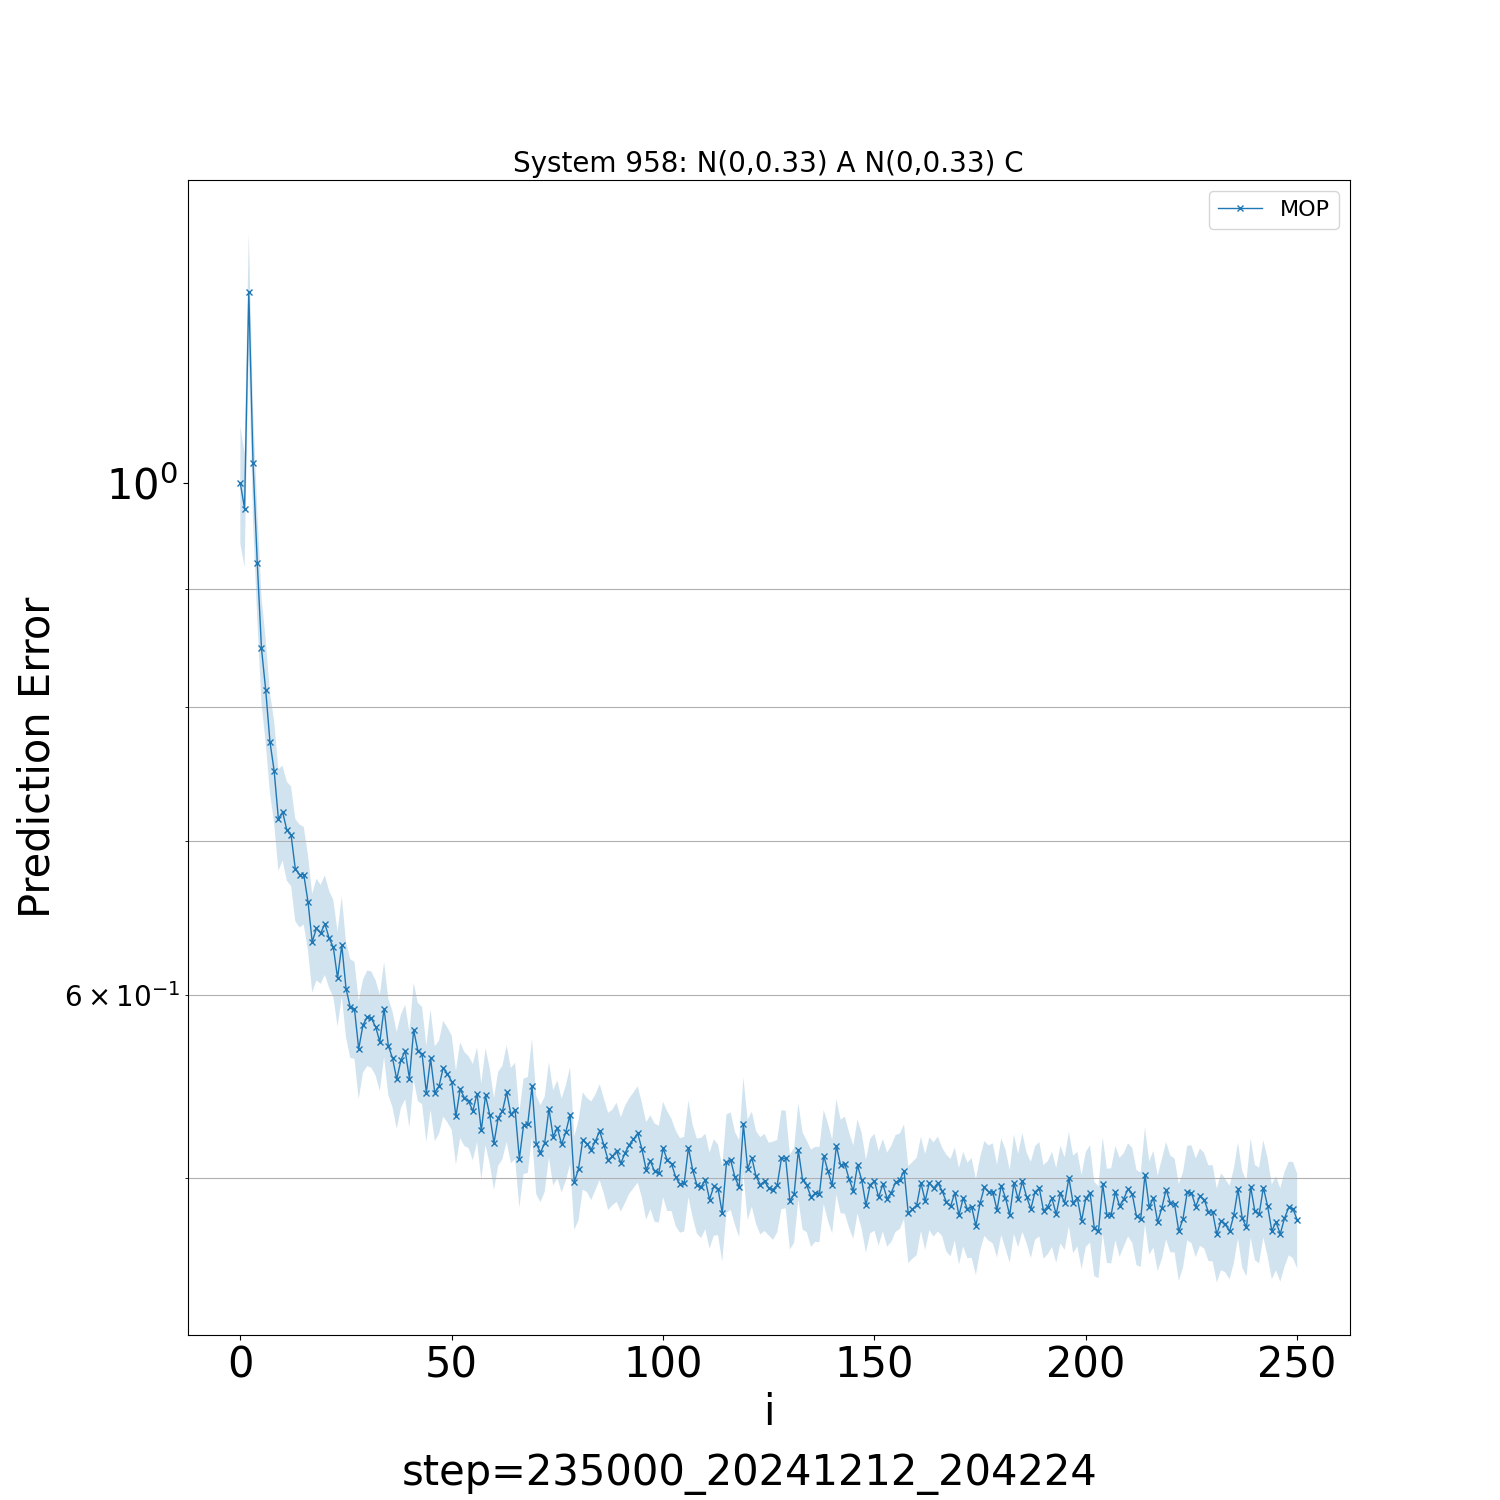 System 958: N(0,0.33) A N(0,0.33) C
MOP
10⁰
6 × 10⁻¹
Prediction Error
0 50 100 150 200 250
i
step=235000_20241212_204224